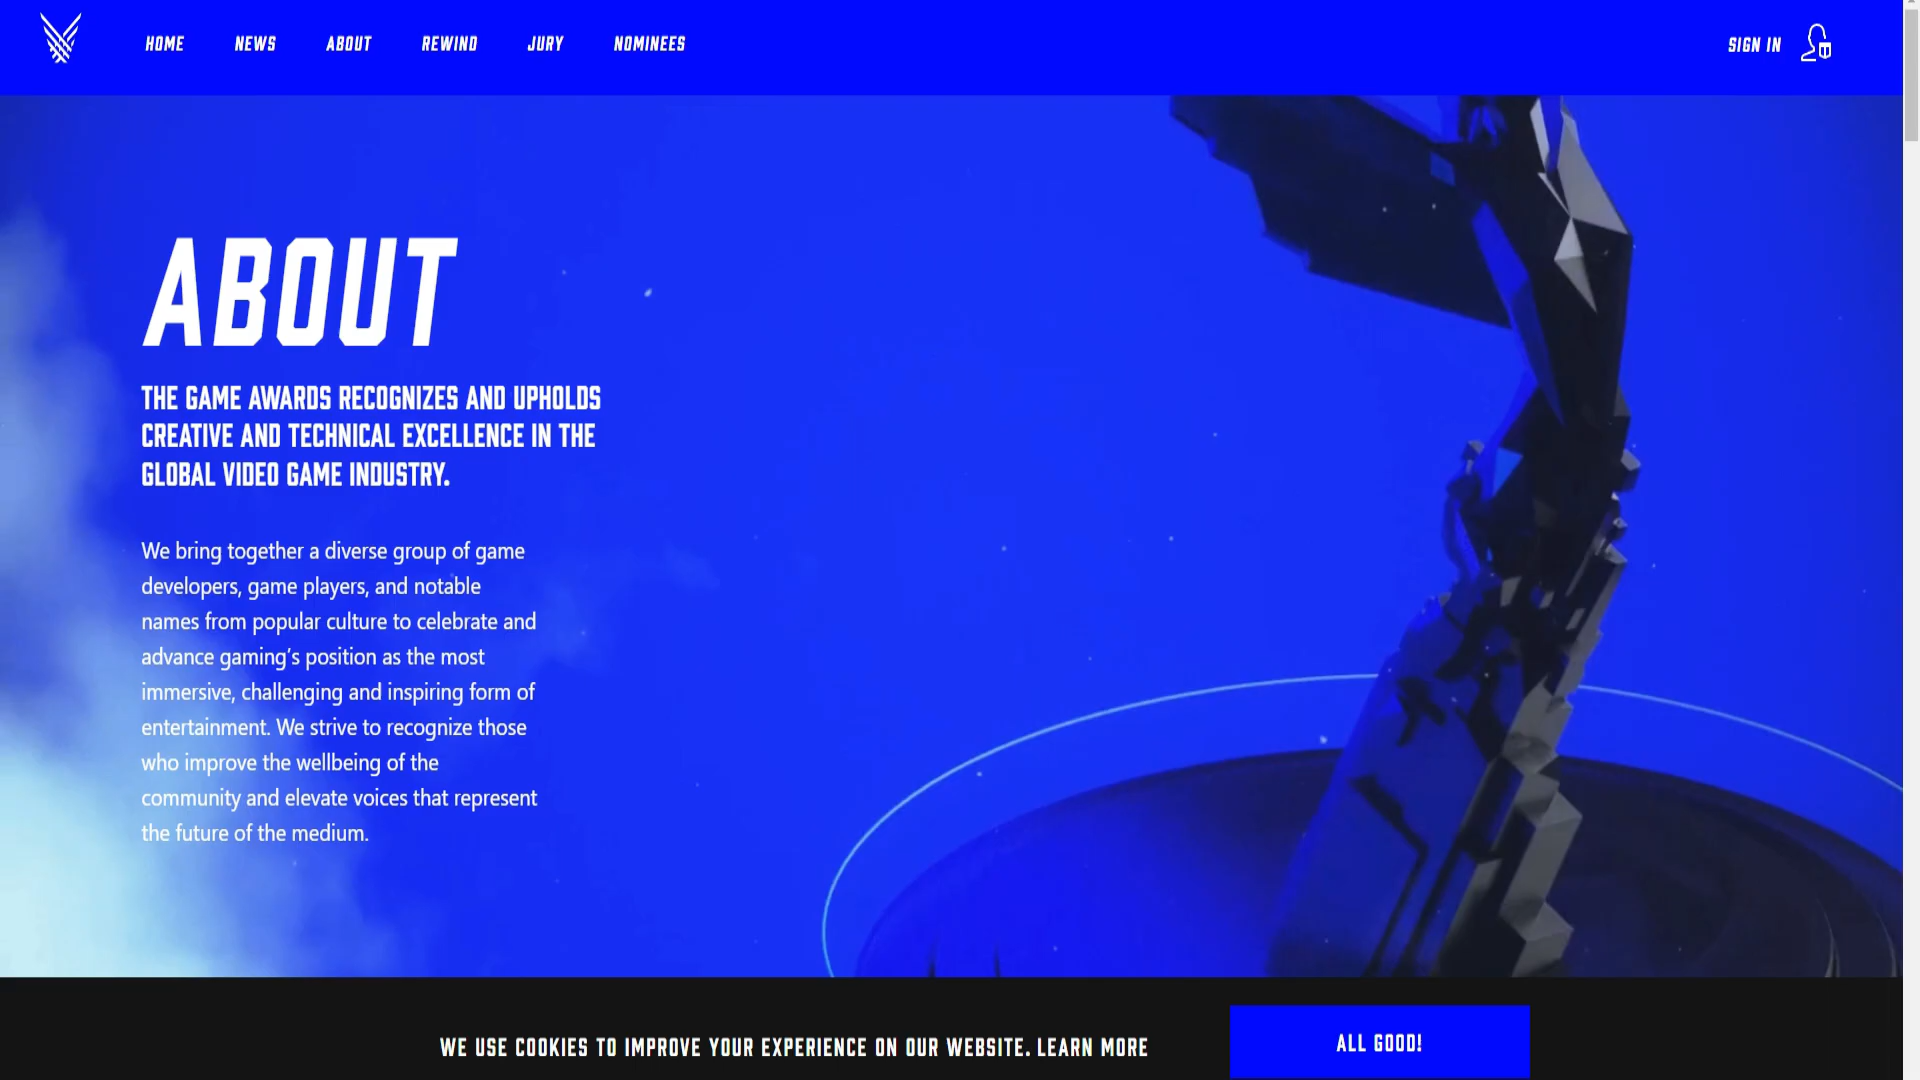 HOME
NEWS
ABOUT
REWIND
JURY
NOMINEES
SIGN IN
ABOUT
THE GAME AWARDS RECOGNIZES AND UPHOLDS
CREATIVE AND TECHNICAL EXCELLENCE IN THE
GLOBAL VIDEO GAME INDUSTRY.
We bring together a diverse group of game
developers, game players, and notable
names from popular culture to celebrate and
advance gaming’s position as the most
immersive, challenging and inspiring form of
entertainment. We strive to recognize those
who improve the wellbeing of the
community and elevate voices that represent
the future of the medium.
WE USE COOKIES TO IMPROVE YOUR EXPERIENCE ON OUR WEBSITE. LEARN MORE
ALL GOOD!